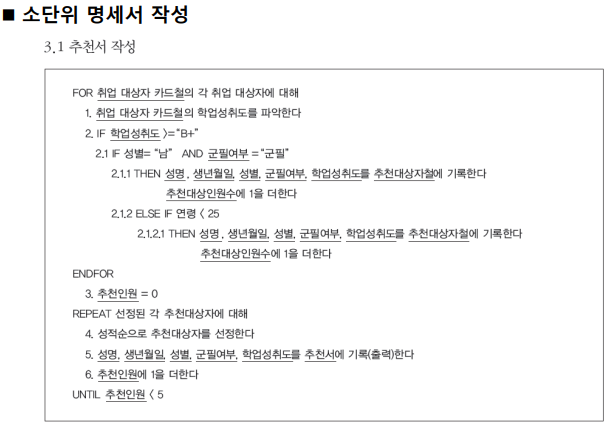 ■ 소단위 명세서 작성
3.1 추천서 작성
FOR 취업 대상자 카드철의 각 취업 대상자에 대해
1. 취업 대상자 카드철의 학업성취도를 파악한다
2. IF 학업성취도 >=“B+”
2.1 IF 성별= “남” AND 군필여부 =“군필”
2.1.1 THEN 성명, 생년월일, 성별, 군필여부, 학업성취도를 추천대상자철에 기록한다
추천대상인원수에 1을 더한다
2.1.2 ELSE IF 연령 < 25
2.1.2.1 THEN 성명, 생년월일, 성별, 군필여부, 학업성취도를 추천대상자철에 기록한다
추천대상인원수에 1을 더한다
ENDFOR
3. 추천인원 = 0
REPEAT 선정된 각 추천대상자에 대해
4. 성적순으로 추천대상자를 선정한다
5. 성명, 생년월일, 성별, 군필여부, 학업성취도를 추천서에 기록(출력)한다
6. 추천인원에 1을 더한다
UNTIL 추천인원 < 5